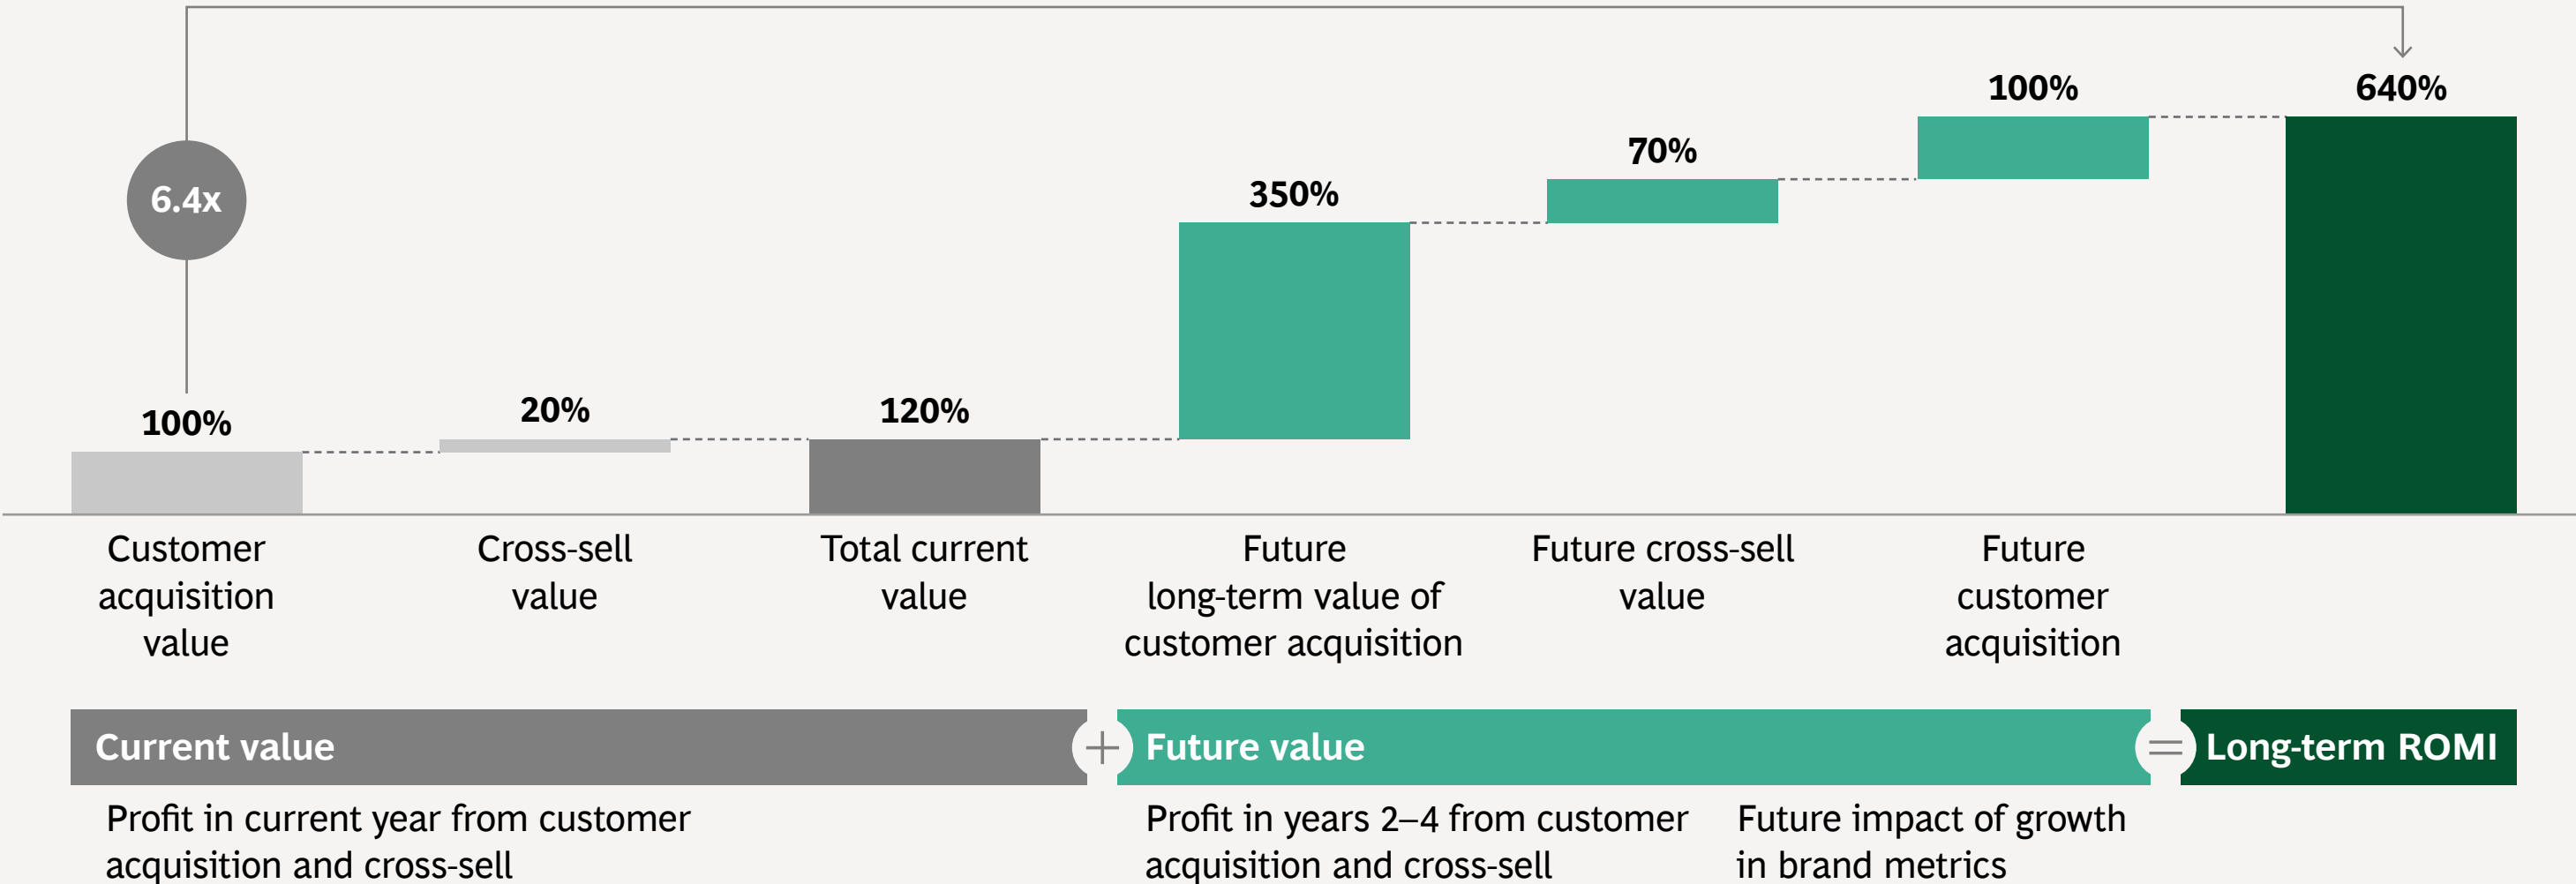 6.4x
100%
20%
120%
350%
70%
100%
640%
Customer
acquisition
value
Cross-sell
value
Total current
value
Future
long-term value of
customer acquisition
Future cross-sell
value
Future
customer
acquisition
Current value
+
Future value
=
Long-term ROMI
Profit in current year from customer
acquisition and cross-sell
Profit in years 2–4 from customer
acquisition and cross-sell
Future impact of growth
in brand metrics